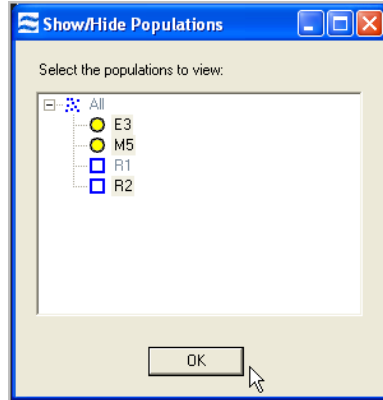 Show/Hide Populations
Select the populations to view:
All
E3
M5
R1
R2
OK